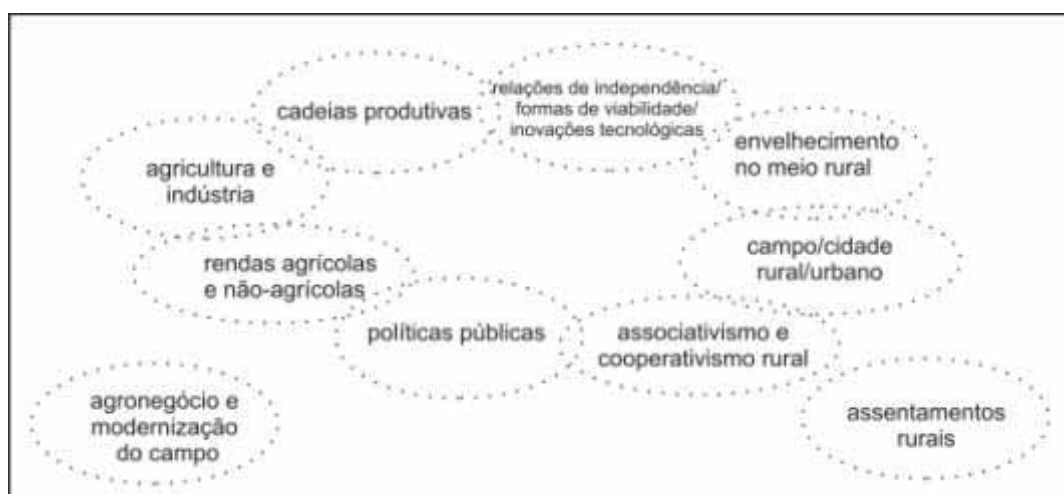 cadeias produtivas
relações de independência/
formas de viabilidade/
inovações tecnológicas
envelhecimento
no meio rural
agricultura e
indústria
rendas agrícolas
e não-agrícolas
campo/cidade
rural/urbano
políticas públicas
associativismo e
cooperativismo rural
agronegócio e
modernização
do campo
assentamentos
rurais